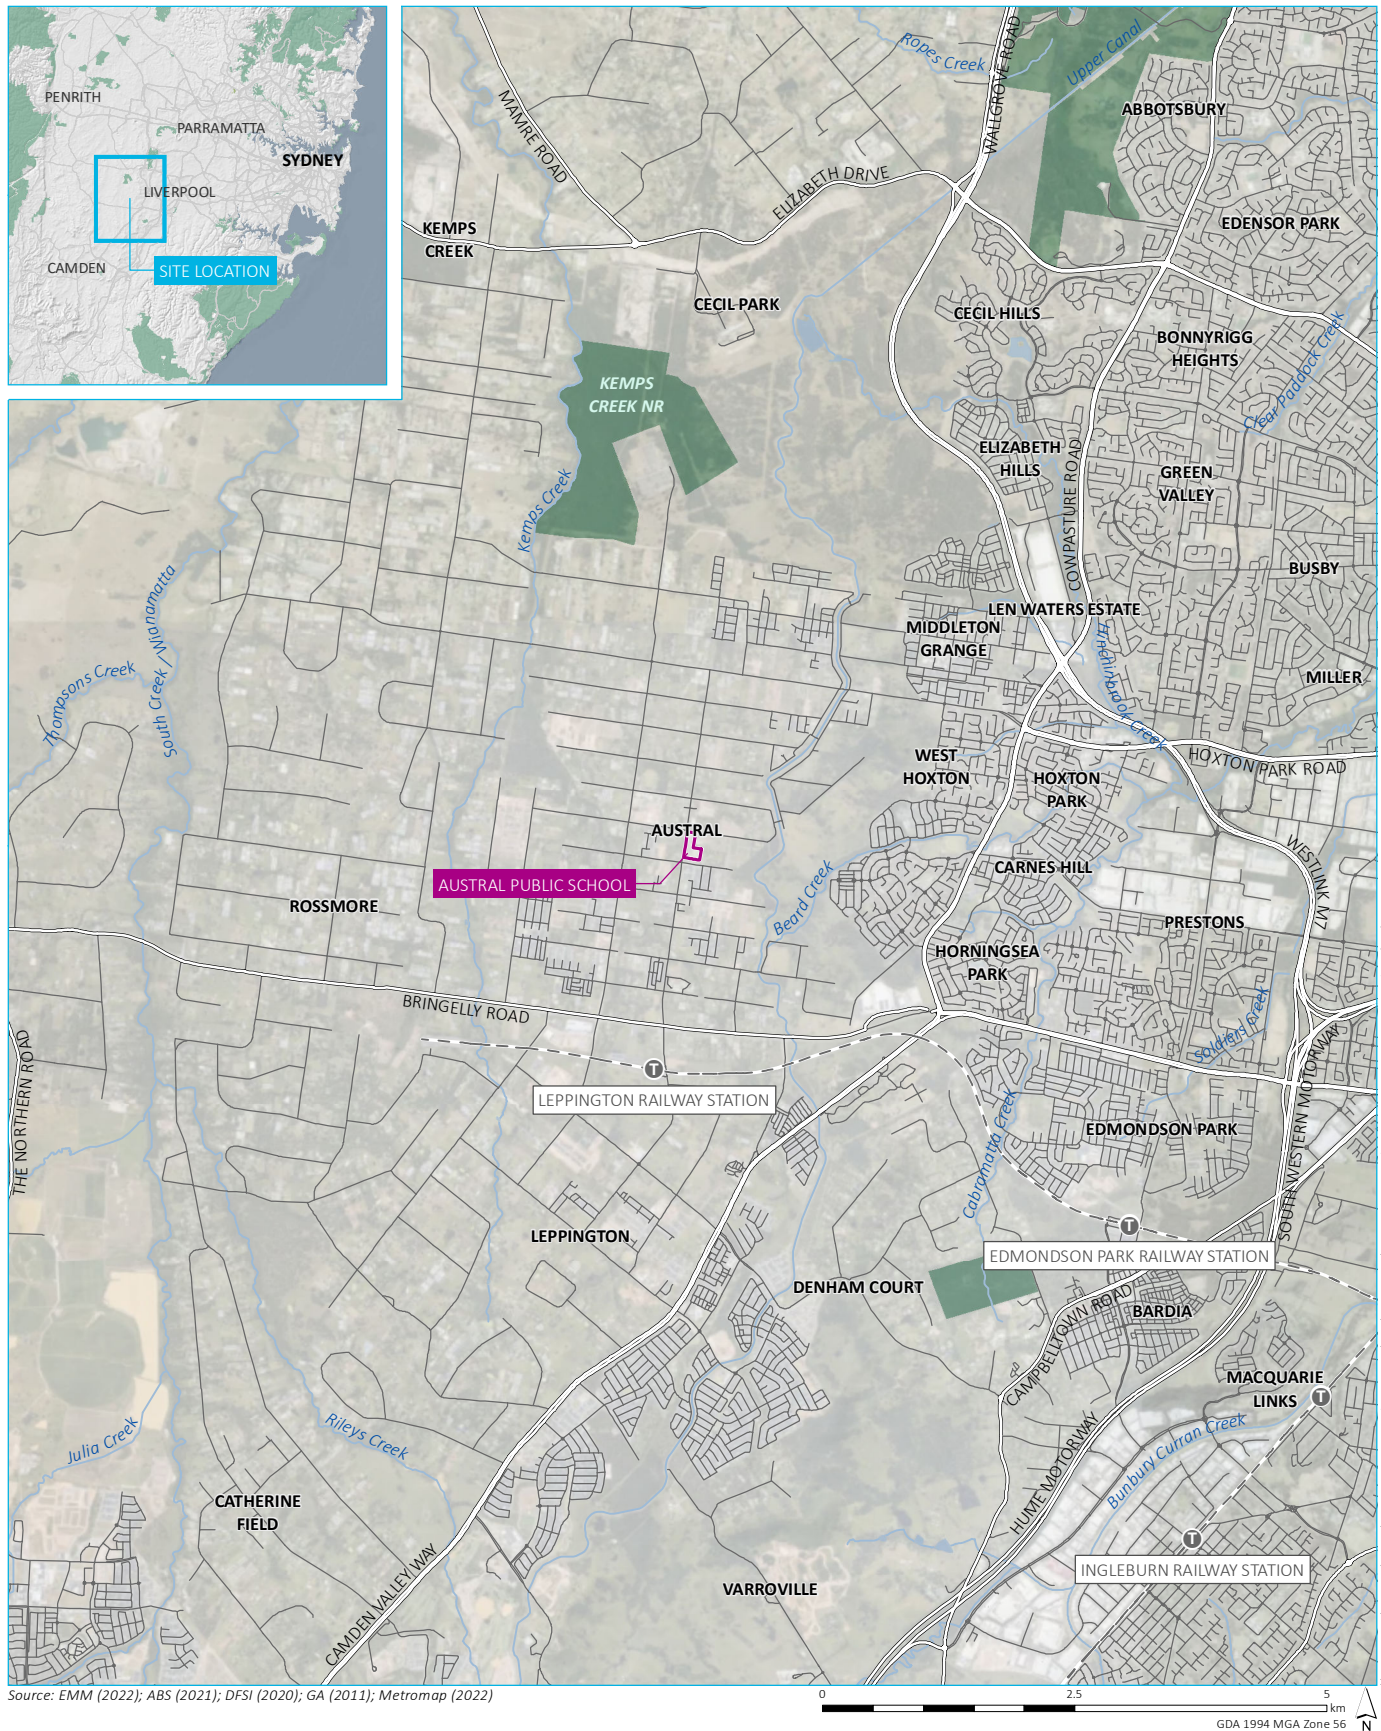 PENRITH
PARRAMATTA
SYDNEY
LIVERPOOL
CAMDEN
SITE LOCATION
Ropes Creek
WALLGROVE ROAD
Upper Canal
ABBOTSBURY
MAMRE ROAD
ELIZABETH DRIVE
KEMPS
CREEK
EDENSOR PARK
CECIL PARK
CECIL HILLS
BONNYRIGG
HEIGHTS
Clear Paddock Creek
KEMPS
CREEK NR
ELIZABETH
HILLS
COWPASTURE ROAD
GREEN
VALLEY
Kemps Creek
BUSBY
LEN WATERS ESTATE
MIDDLETON
GRANGE
Hinchinbrook Creek
MILLER
South Creek / Wianamatta
Thompsons Creek
WEST
HOXTON
HOXTON
PARK
HOXTON PARK ROAD
AUSTRAL
AUSTRAL PUBLIC SCHOOL
Beard Creek
CARNES HILL
WESTLINK M7
ROSSMORE
PRESTONS
HORNINGSEA
PARK
BRINGELLY ROAD
Soldiers Creek
THE NORTHERN ROAD
T
LEPPINGTON RAILWAY STATION
Cabramatta Creek
EDMONDSON PARK
SOUTH WESTERN MOTORWAY
T
LEPPINGTON
EDMONDSON PARK RAILWAY STATION
DENHAM COURT
BARDIA
CAMPBELLTOWN ROAD
MACQUARIE
LINKS
T
Julia Creek
Rileys Creek
HUME MOTORWAY
Bunbury Curran Creek
CATHERINE
FIELD
T
INGLEBURN RAILWAY STATION
VARROVILLE
CAMDEN VALLEY WAY
Source: EMM (2022); ABS (2021); DFSI (2020); GA (2011); Metromap (2022)
0 2.5 5
km
GDA 1994 MGA Zone 56
N